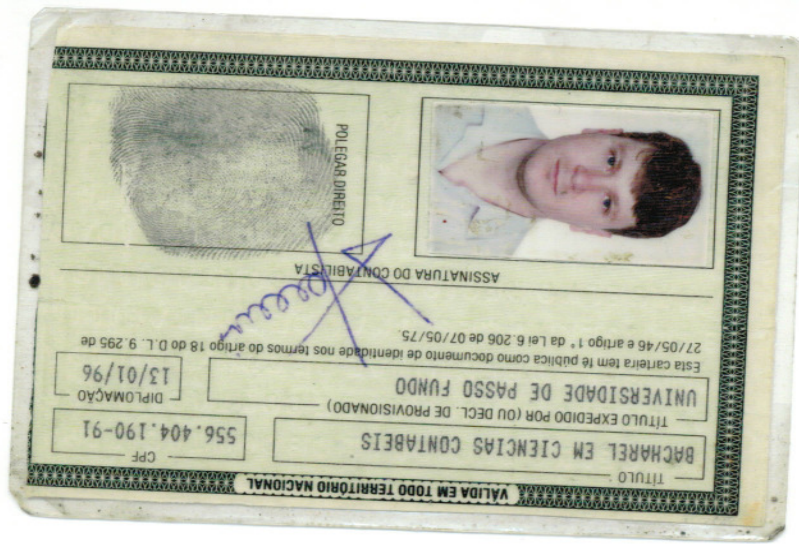 VÁLIDA EM TODO TERRITÓRIO NACIONAL
TÍTULO
BACHAREL EM CIENCIAS CONTABEIS
CPF
556.404.190-91
TÍTULO EXPEDIDO POR (OU DECL. DE PROVISIONADO)
UNIVERSIDADE DE PASSO FUNDO
DIPLOMAÇÃO
13/01/96
Esta carteira tem fé pública como documento de identidade nos termos do artigo 18 do D.L. 9.295 de
27/05/46 e artigo 1º da Lei 6.206 de 07/05/75.
ASSINATURA DO CONTABILISTA
POLEGAR DIREITO